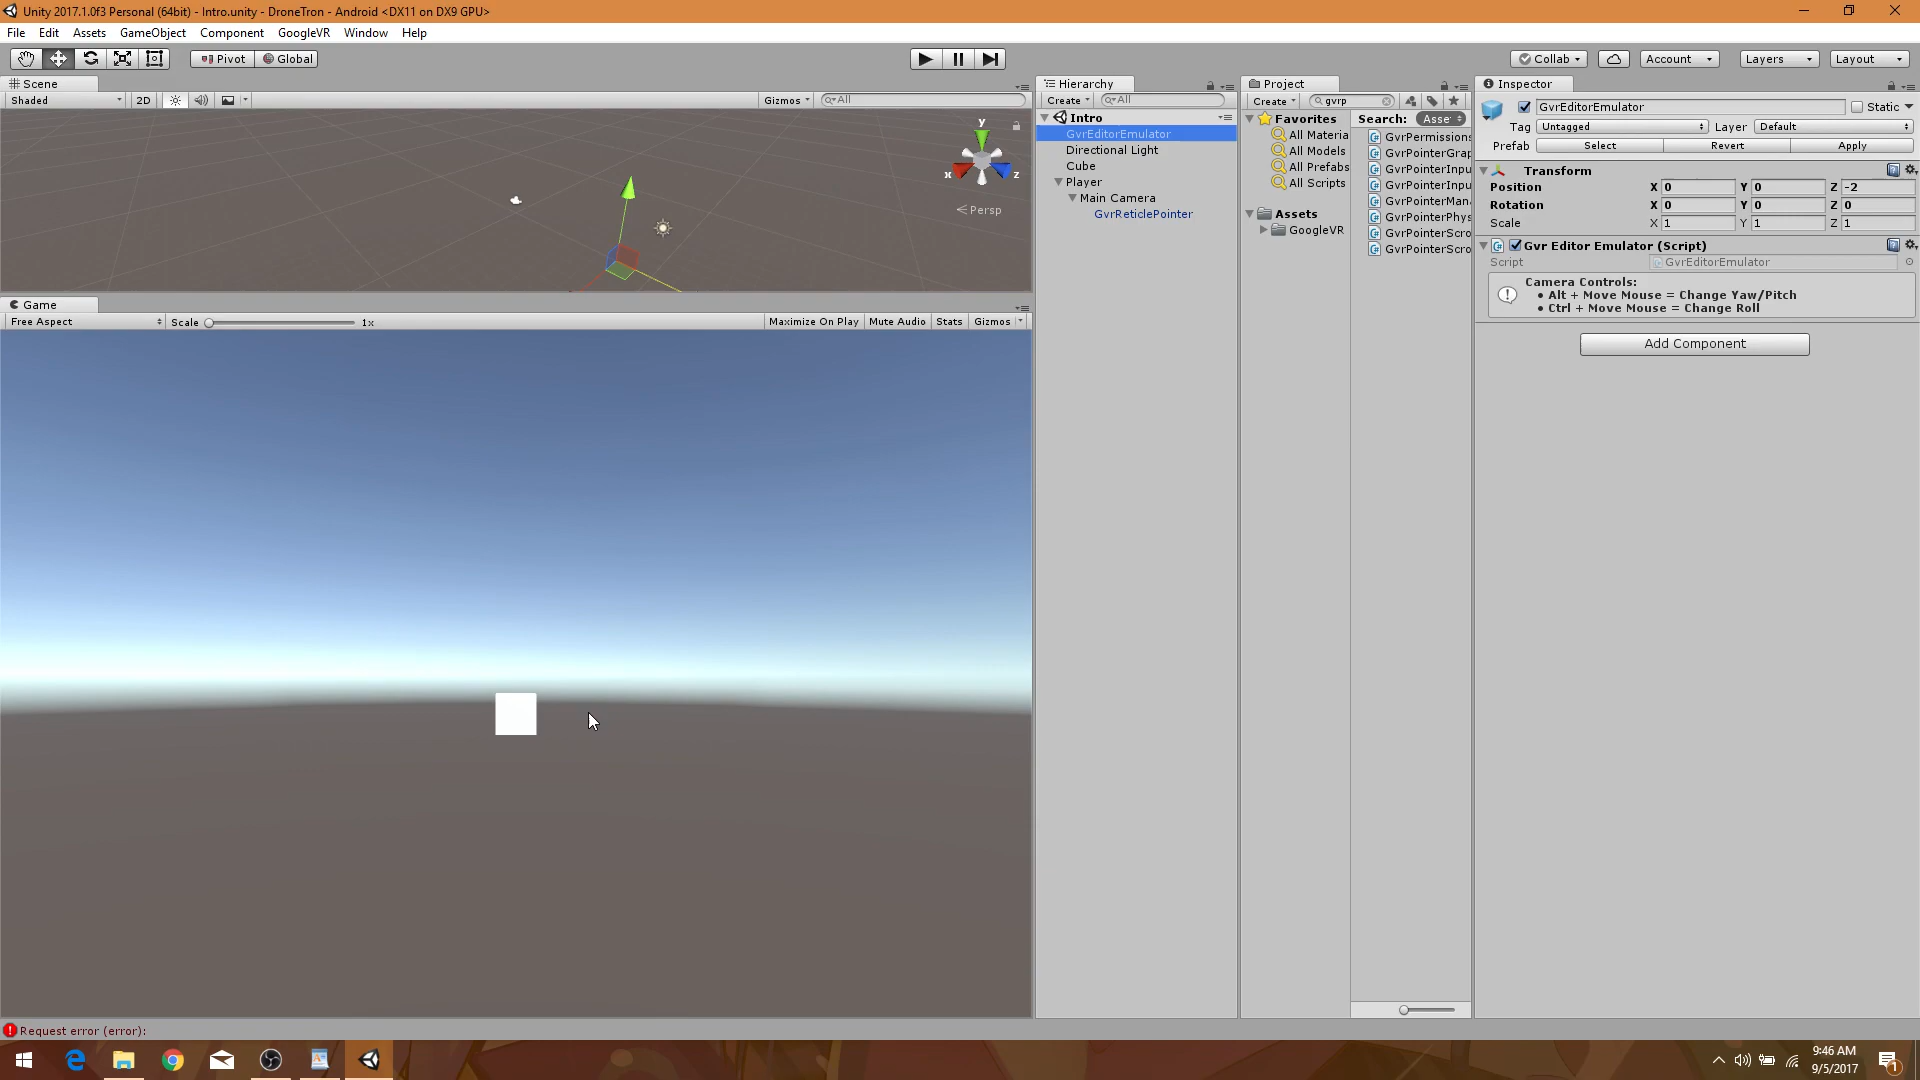 Unity 2017.1.0f3 Personal (64bit) - Intro.unity - DroneTron - Android <DX11 on DX9 GPU>
File Edit Assets GameObject Component GoogleVR Window Help
Pivot Global Collab Account Layers Layout
Scene
Shaded 2D Gizmos All
y
x z
Persp
Game
Free Aspect Scale 1x Maximize On Play Mute Audio Stats Gizmos
Hierarchy
Create All
Intro
GvrEditorEmulator
Directional Light
Cube
Player
Main Camera
GvrReticlePointer
Project
Create gvrp
Favorites
All Materia
All Models
All Prefabs
All Scripts
Assets
GoogleVR
Search: Asse
GvrPermissions
GvrPointerGrap
GvrPointerInpu
GvrPointerInpu
GvrPointerMan
GvrPointerPhys
GvrPointerScro
GvrPointerScro
Inspector
GvrEditorEmulator Static
Tag Untagged Layer Default
Prefab Select Revert Apply
Transform
Position X 0 Y 0 Z -2
Rotation X 0 Y 0 Z 0
Scale X 1 Y 1 Z 1
Gvr Editor Emulator (Script)
Script GvrEditorEmulator
Camera Controls:
• Alt + Move Mouse = Change Yaw/Pitch
• Ctrl + Move Mouse = Change Roll
Add Component
Request error (error):
9:46 AM
9/5/2017
1